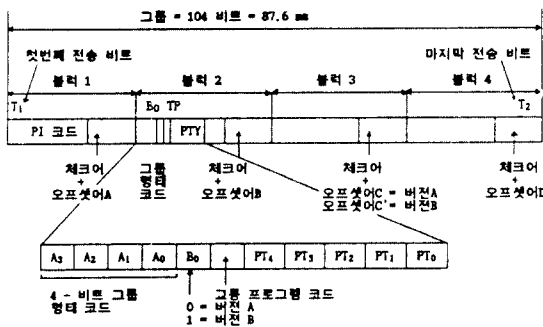 그룹 = 104 비트 = 87.6 ms
첫번째 전송 비트
마지막 전송 비트
블럭 1
블럭 2
블럭 3
블럭 4
T1
B0 TP
T2
PI 코드
PTY
체크어
+
오프셋어A
그룹
형태
코드
체크어
+
오프셋어B
체크어
+
오프셋어C = 버젼A
오프셋어C' = 버젼B
체크어
+
오프셋어D
A3 A2 A1 A0 B0 PT4 PT3 PT2 PT1 PT0
4 - 비트 그룹
형태 코드
교통 프로그램 코드
0 = 버젼 A
1 = 버젼 B